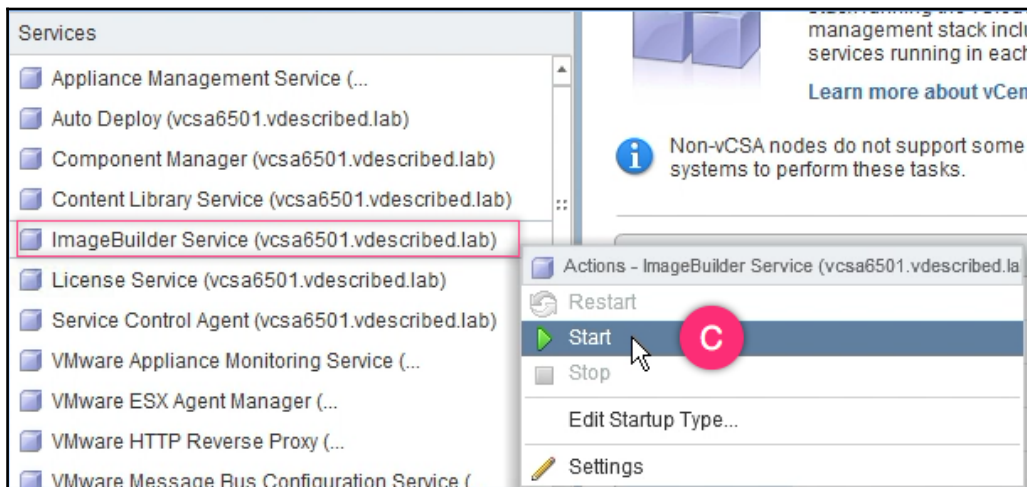 Services
Appliance Management Service (...
Auto Deploy (vcsa6501.vdescribed.lab)
Component Manager (vcsa6501.vdescribed.lab)
Content Library Service (vcsa6501.vdescribed.lab)
ImageBuilder Service (vcsa6501.vdescribed.lab)
License Service (vcsa6501.vdescribed.lab)
Service Control Agent (vcsa6501.vdescribed.lab)
VMware Appliance Monitoring Service (...
VMware ESX Agent Manager (...
VMware HTTP Reverse Proxy (...
VMware Message Bus Configuration Service (
management stack inclu
services running in each
Learn more about vCen
Non-vCSA nodes do not support some
systems to perform these tasks.
Actions - ImageBuilder Service (vcsa6501.vdescribed.la
Restart
Start
C
Stop
Edit Startup Type...
Settings